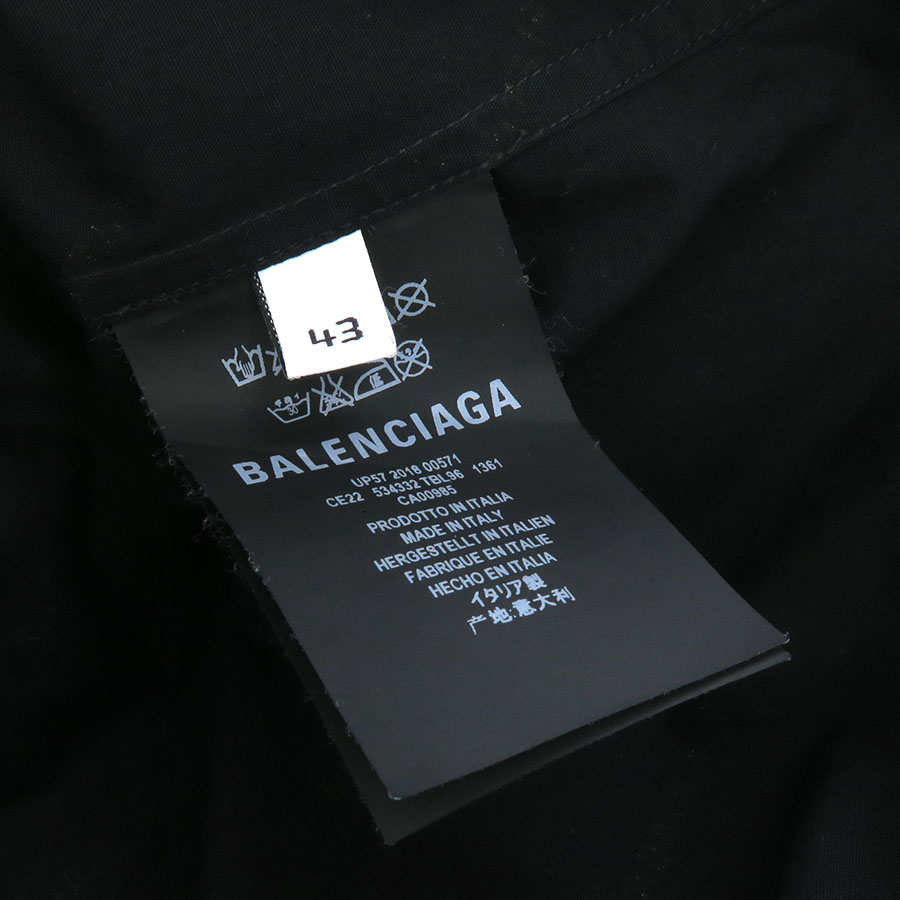 43
30
BALENCIAGA
UP57 2018 00571
CE22 534332 TBL96 1361
CA00985
PRODOTTO IN ITALIA
MADE IN ITALY
HERGESTELLT IN ITALIEN
FABRIQUE EN ITALIE
HECHO EN ITALIA
イタリア製
产地:意大利